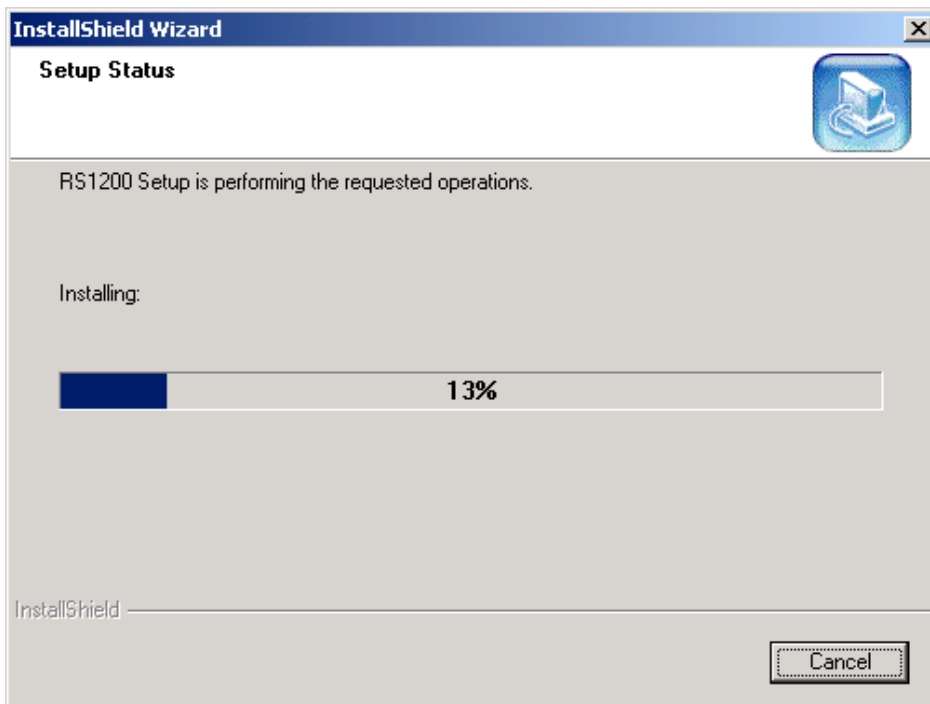 InstallShield Wizard
Setup Status
RS1200 Setup is performing the requested operations.
Installing:
13%
InstallShield
Cancel